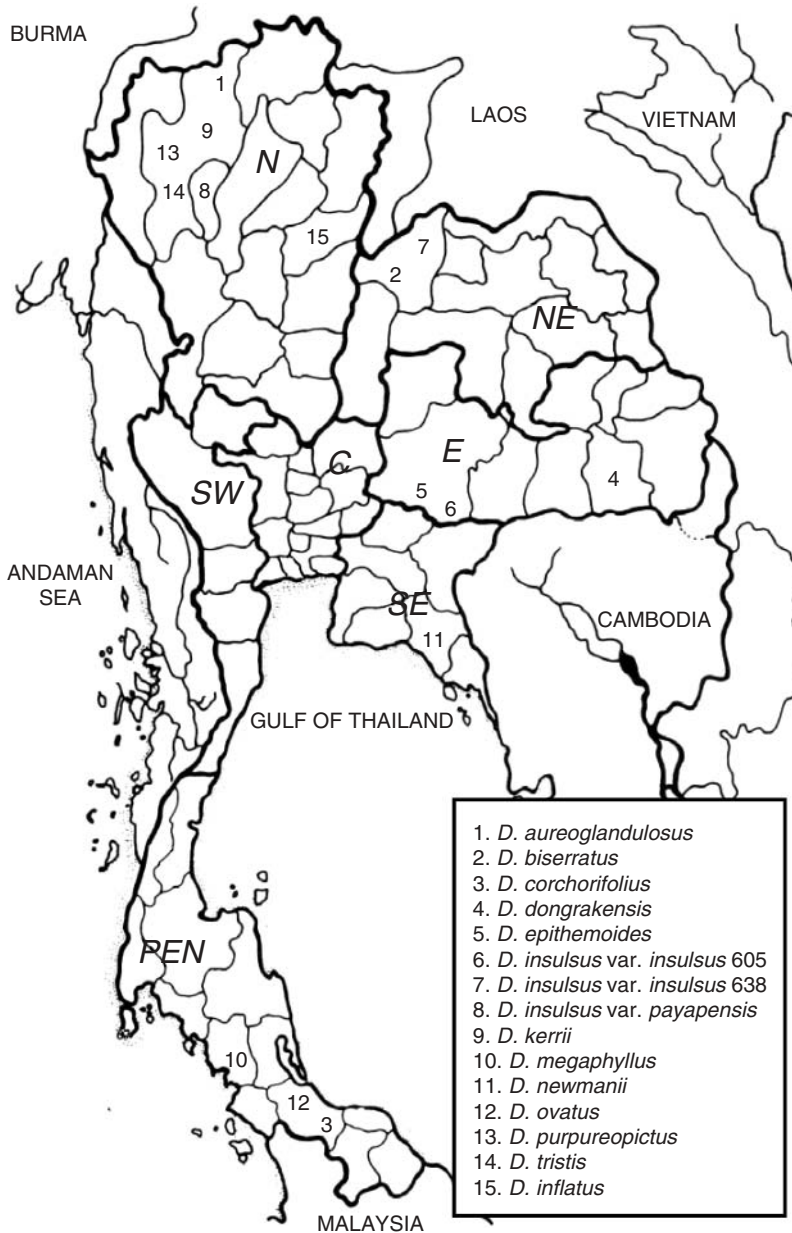 BURMA
1
LAOS
VIETNAM
9
13
N
14
8
15
7
2
NE
C
E
SW
5
6
4
ANDAMAN
SEA
SE
CAMBODIA
11
GULF OF THAILAND
1. D. aureoglandulosus
2. D. biserratus
3. D. corchorifolius
4. D. dongrakensis
5. D. epithemoides
6. D. insulsus var. insulsus 605
7. D. insulsus var. insulsus 638
8. D. insulsus var. payapensis
9. D. kerrii
10. D. megaphyllus
11. D. newmanii
12. D. ovatus
13. D. purpureopictus
14. D. tristis
15. D. inflatus
PEN
10
12
3
MALAYSIA